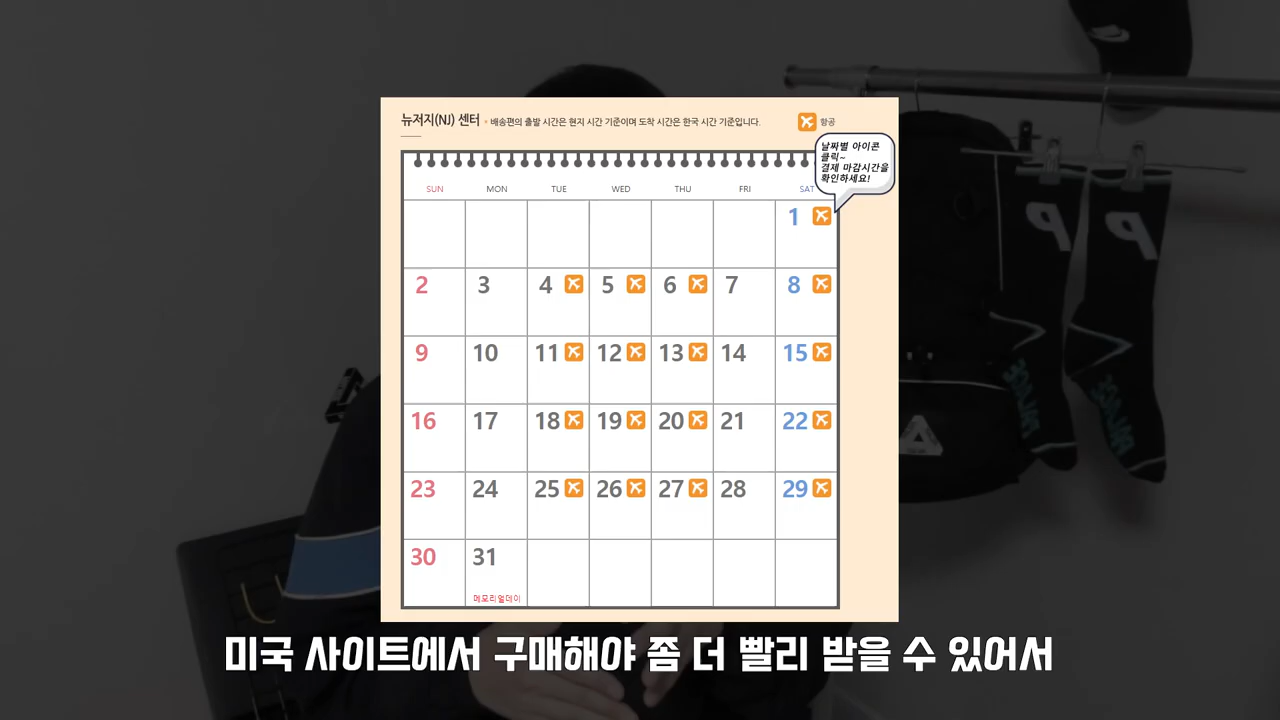 뉴저지(NJ) 센터 • 배송편의 출발 시간은 현지 시간 기준이며 도착 시간은 한국 시간 기준입니다. 항공
날짜별 아이콘
클릭~
결제 마감시간을
확인하세요!
SUN MON TUE WED THU FRI SAT
1
2 3 4 5 6 7 8
9 10 11 12 13 14 15
16 17 18 19 20 21 22
23 24 25 26 27 28 29
30 31
메모리얼데이
P P
PALACE PALACE
미국 사이트에서 구매해야 좀 더 빨리 받을 수 있어서